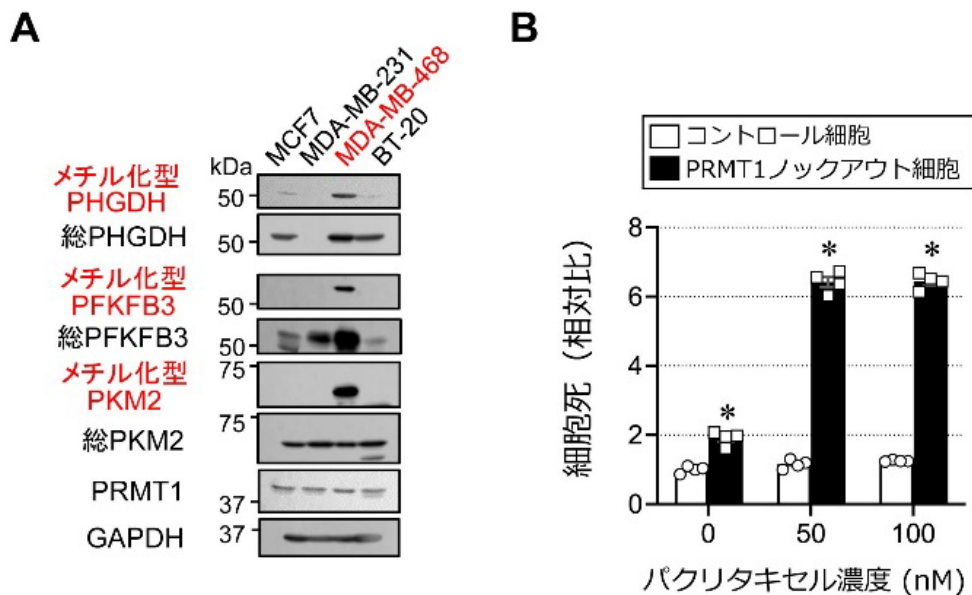 A
MCF7
MDA-MB-231
MDA-MB-468
BT-20
kDa
メチル化型
PHGDH
50
総PHGDH
50
メチル化型
PFKFB3
50
総PFKFB3
50
メチル化型
PKM2
75
総PKM2
75
PRMT1
37
GAPDH
37
B
コントロール細胞
PRMT1ノックアウト細胞
細胞死(相対比)
8
6
4
2
0
*
*
*
0
50
100
パクリタキセル濃度 (nM)